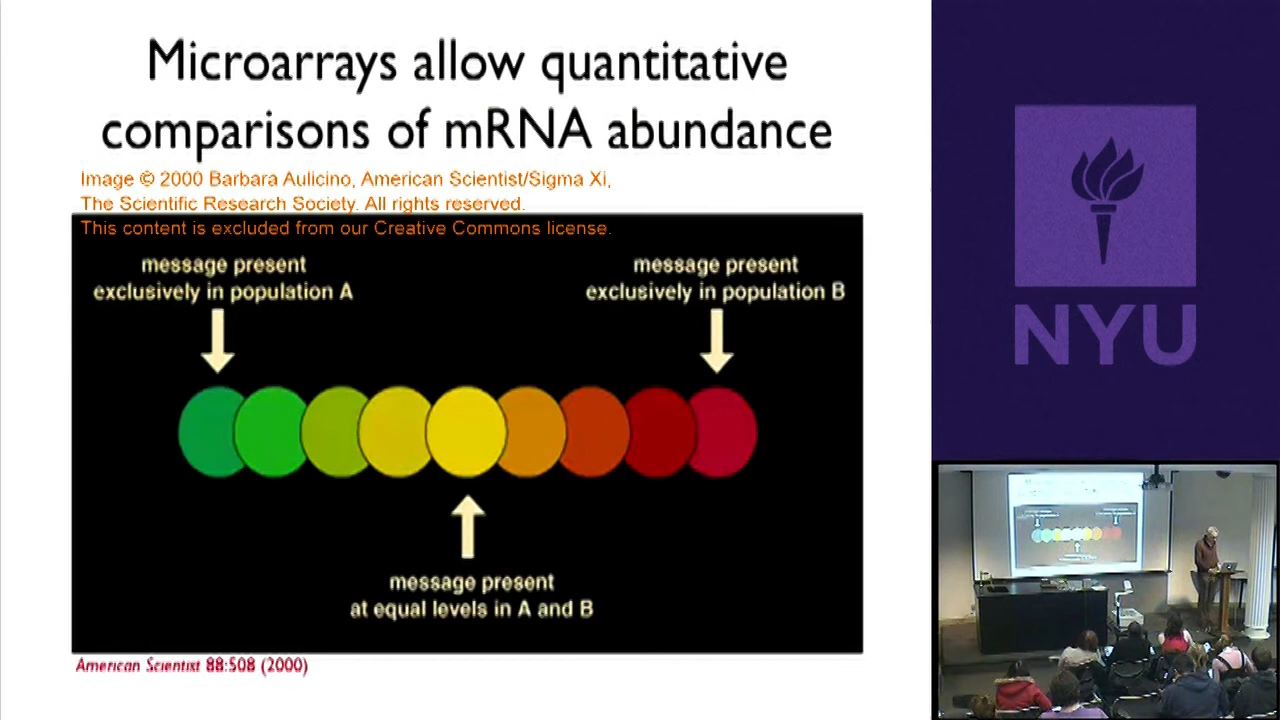 Microarrays allow quantitative
comparisons of mRNA abundance
Image © 2000 Barbara Aulicino, American Scientist/Sigma Xi,
The Scientific Research Society. All rights reserved.
This content is excluded from our Creative Commons license.
message present
exclusively in population A
message present
exclusively in population B
message present
at equal levels in A and B
American Scientist 88:508 (2000)
NYU